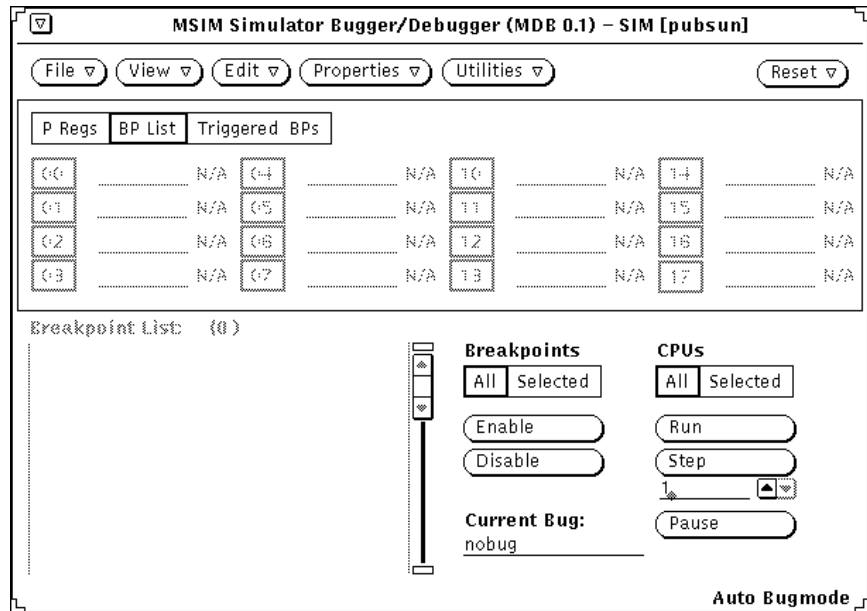 MSIM Simulator Bugger/Debugger (MDB 0.1) – SIM [pubsun]
File View Edit Properties Utilities Reset
P Regs BP List Triggered BPs
00 N/A 04 N/A 10 N/A 14 N/A
01 N/A 05 N/A 11 N/A 15 N/A
02 N/A 06 N/A 12 N/A 16 N/A
03 N/A 07 N/A 13 N/A 17 N/A
Breakpoint List: (0)
Breakpoints CPUs
All Selected All Selected
Enable Run
Disable Step
1
Current Bug: Pause
nobug
Auto Bugmode